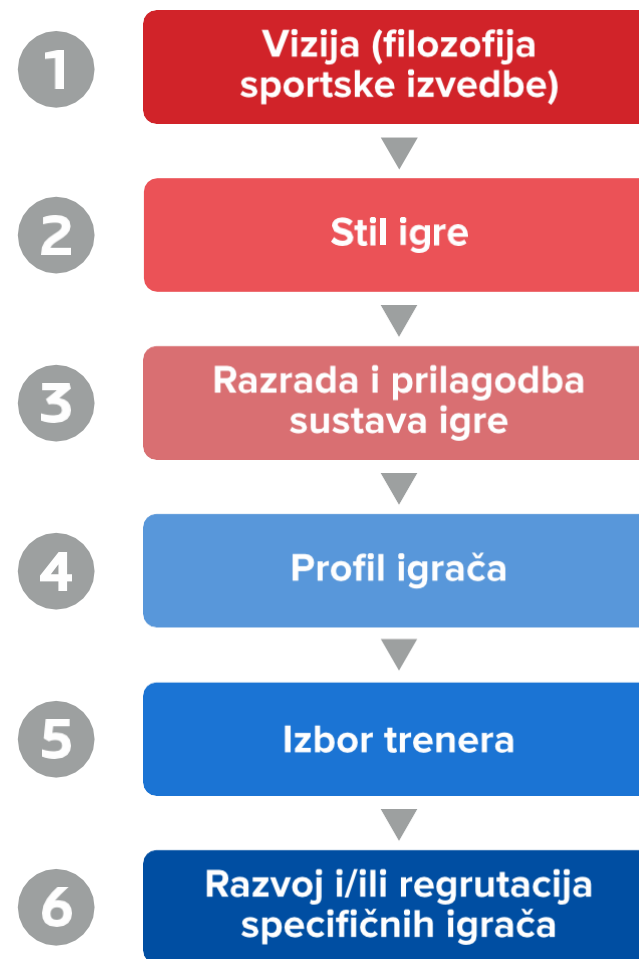 1
Vizija (filozofija
sportske izvedbe)
2
Stil igre
3
Razrada i prilagodba
sustava igre
4
Profil igrača
5
Izbor trenera
6
Razvoj i/ili regrutacija
specifičnih igrača